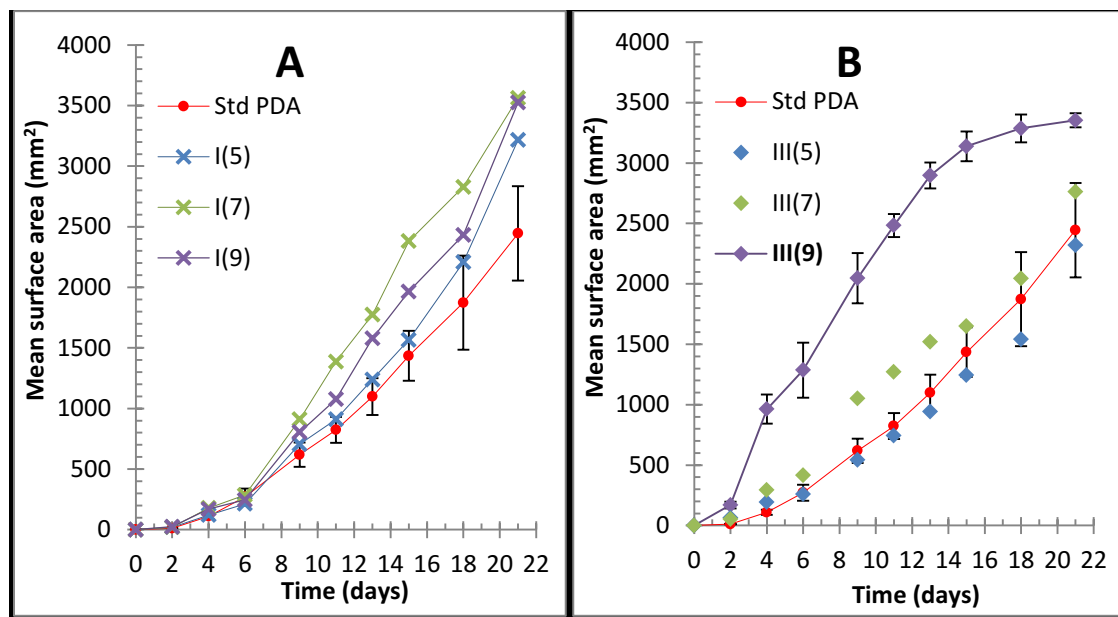 A
Mean surface area (mm²)
4000
3500
3000
2500
2000
1500
1000
500
0
Std PDA
I(5)
I(7)
I(9)
0 2 4 6 8 10 12 14 16 18 20 22
Time (days)
B
Mean surface area (mm²)
4000
3500
3000
2500
2000
1500
1000
500
0
Std PDA
III(5)
III(7)
III(9)
0 2 4 6 8 10 12 14 16 18 20 22
Time (days)